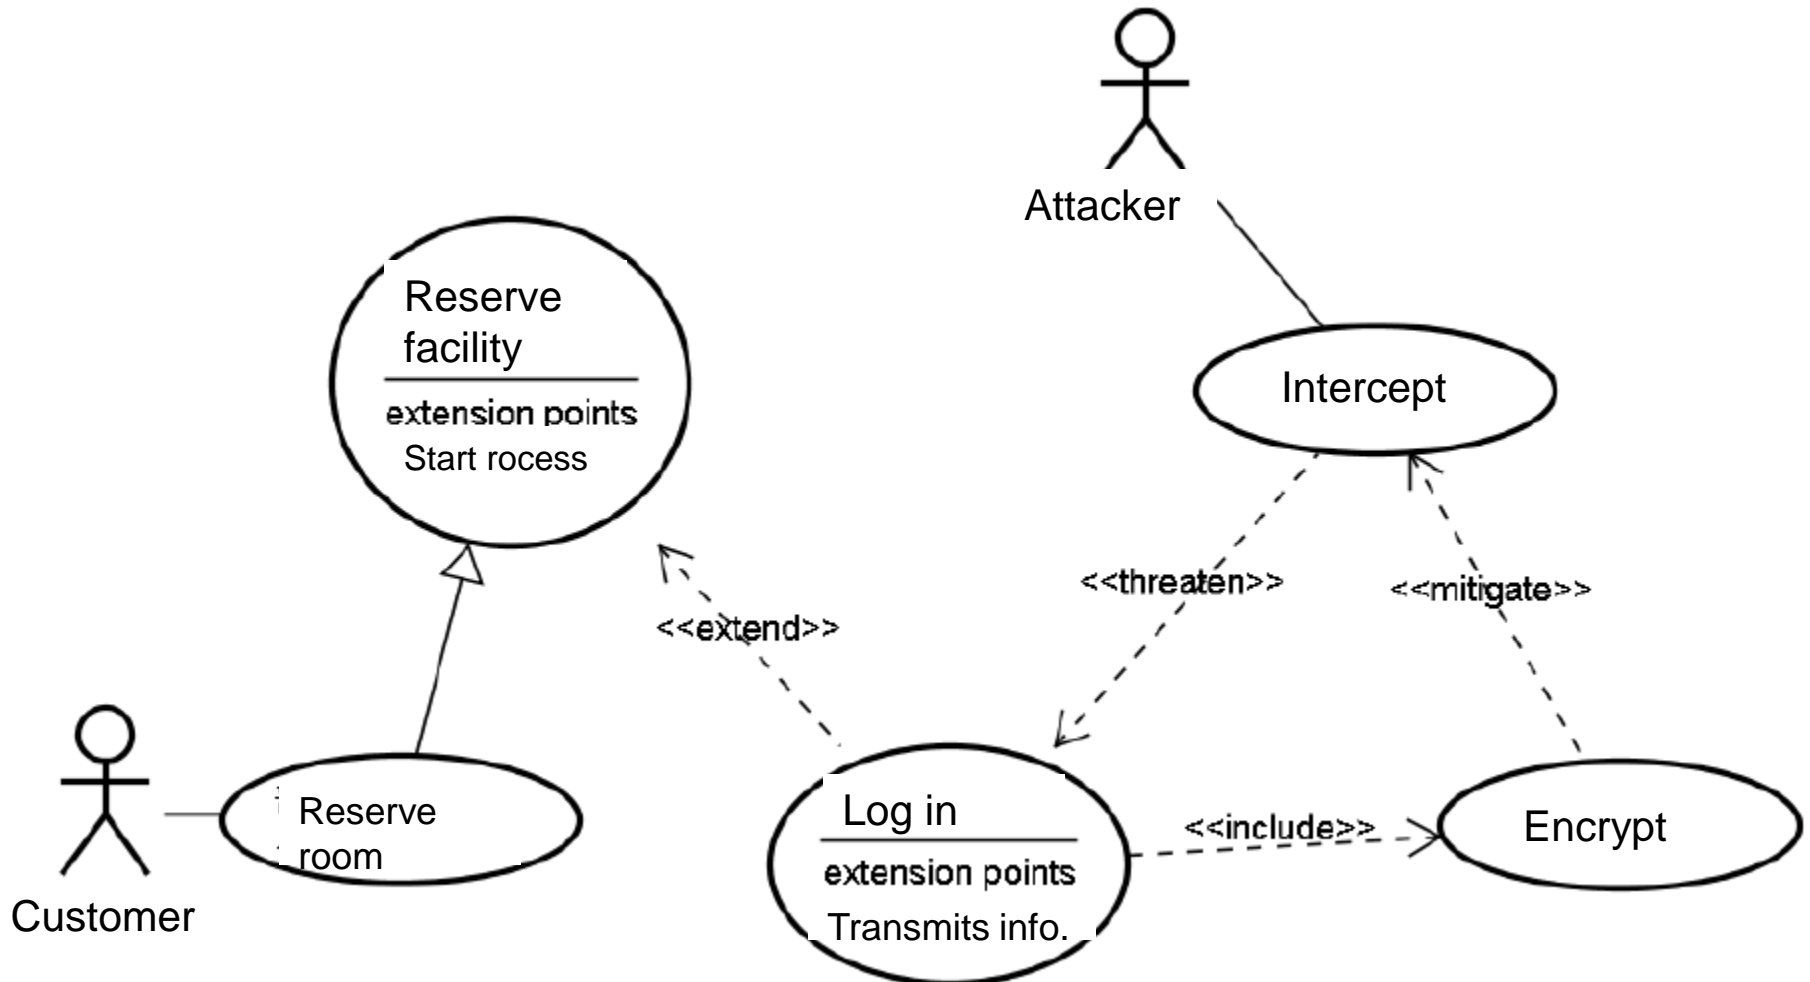 Attacker
Reserve
facility
extension points
Start rocess
Intercept
<<threaten>>
<<mitigate>>
<<extend>>
Reserve
room
Customer
Log in
extension points
Transmits info.
<<include>>
Encrypt